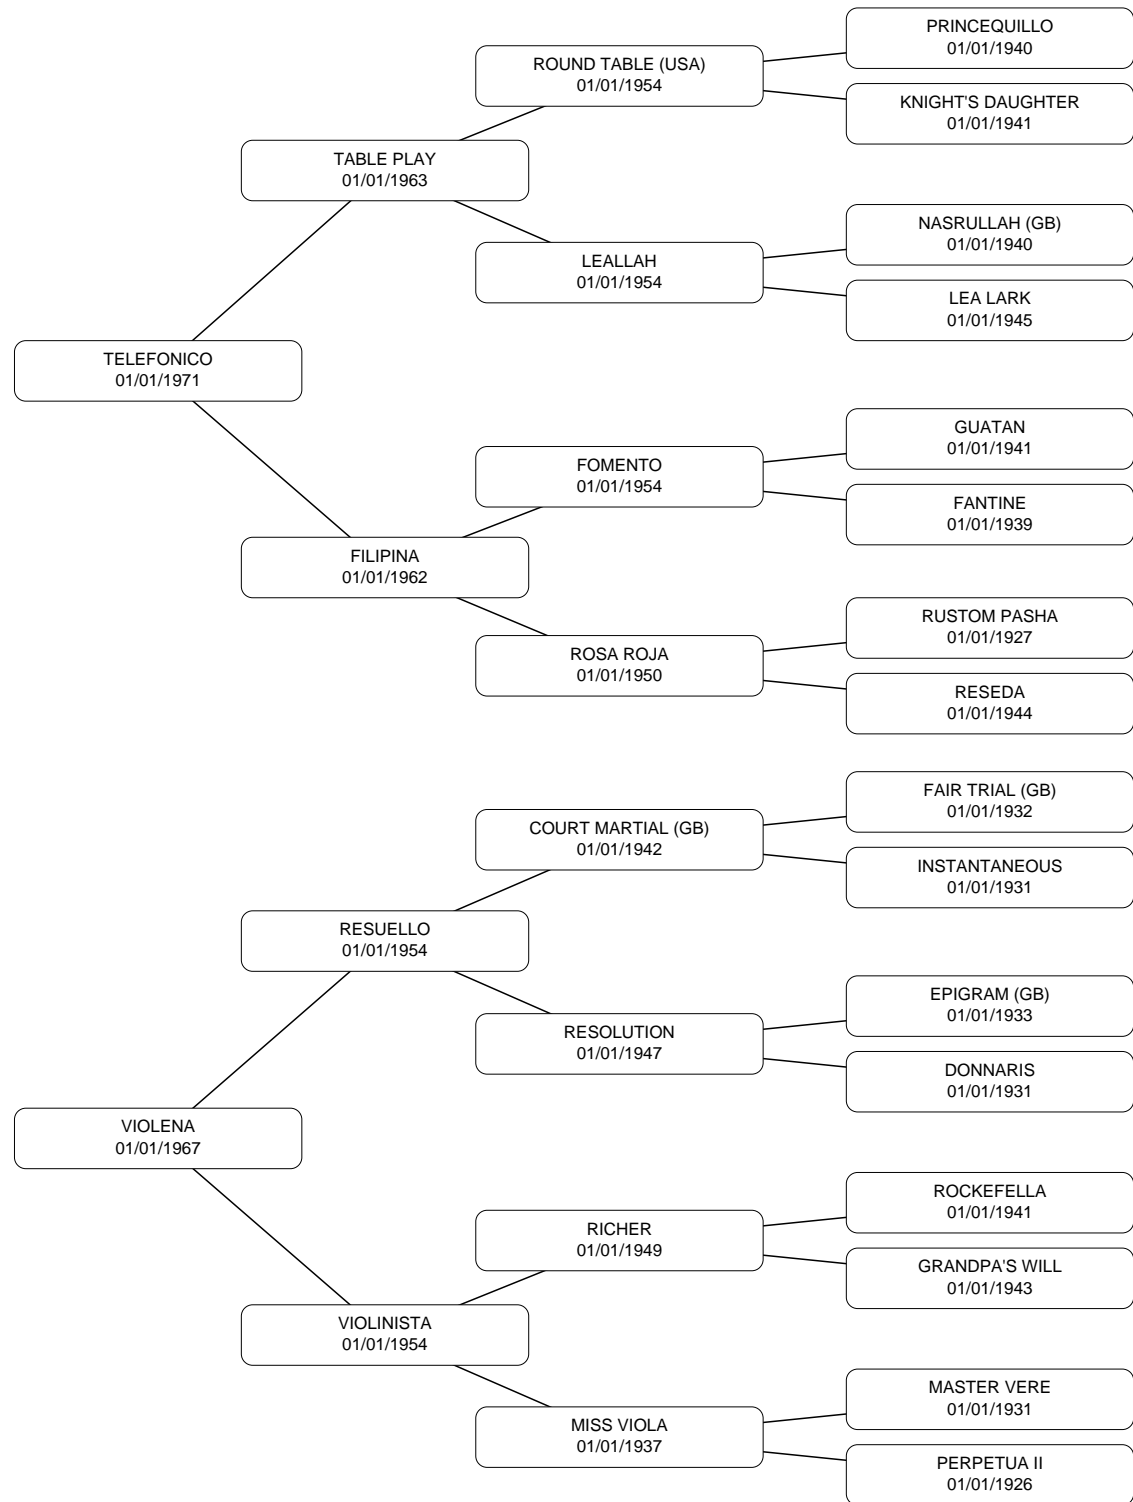 PRINCEQUILLO
01/01/1940
ROUND TABLE (USA)
01/01/1954
KNIGHT'S DAUGHTER
01/01/1941
TABLE PLAY
01/01/1963
NASRULLAH (GB)
01/01/1940
LEALLAH
01/01/1954
LEA LARK
01/01/1945
TELEFONICO
01/01/1971
GUATAN
01/01/1941
FOMENTO
01/01/1954
FANTINE
01/01/1939
FILIPINA
01/01/1962
RUSTOM PASHA
01/01/1927
ROSA ROJA
01/01/1950
RESEDA
01/01/1944
FAIR TRIAL (GB)
01/01/1932
COURT MARTIAL (GB)
01/01/1942
INSTANTANEOUS
01/01/1931
RESUELLO
01/01/1954
EPIGRAM (GB)
01/01/1933
RESOLUTION
01/01/1947
DONNARIS
01/01/1931
VIOLENA
01/01/1967
ROCKEFELLA
01/01/1941
RICHER
01/01/1949
GRANDPA'S WILL
01/01/1943
VIOLINISTA
01/01/1954
MASTER VERE
01/01/1931
MISS VIOLA
01/01/1937
PERPETUA II
01/01/1926